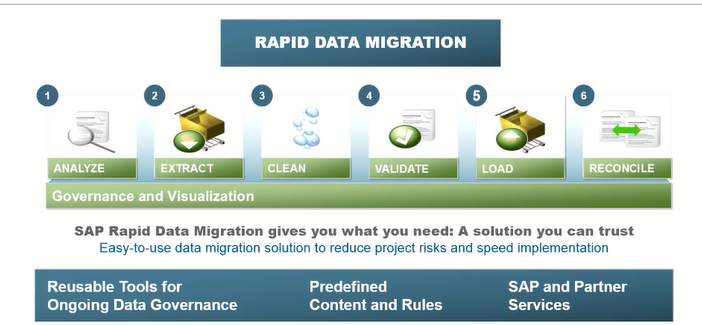 RAPID DATA MIGRATION
1 2 3 4 5 6
ANALYZE EXTRACT CLEAN VALIDATE LOAD RECONCILE
Governance and Visualization
SAP Rapid Data Migration gives you what you need: A solution you can trust
Easy-to-use data migration solution to reduce project risks and speed implementation
Reusable Tools for
Ongoing Data Governance
Predefined
Content and Rules
SAP and Partner
Services